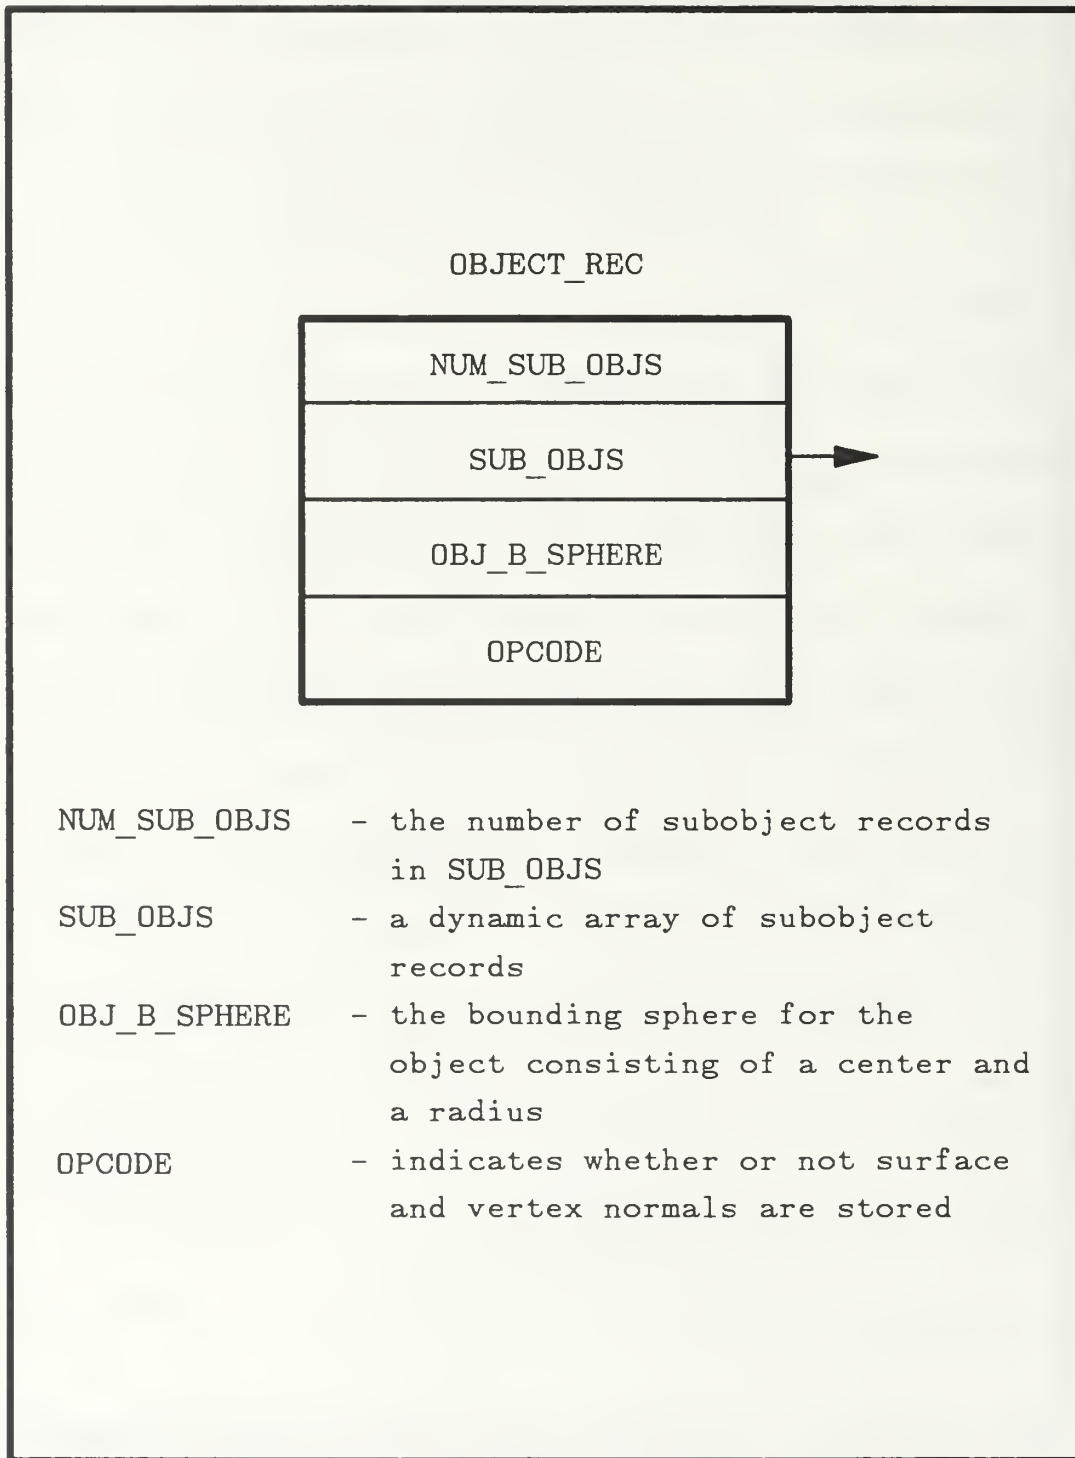 OBJECT_REC
NUM_SUB_OBJS
SUB_OBJS
OBJ_B_SPHERE
OPCODE
NUM_SUB_OBJS - the number of subobject records
in SUB_OBJS
SUB_OBJS - a dynamic array of subobject
records
OBJ_B_SPHERE - the bounding sphere for the
object consisting of a center and
a radius
OPCODE - indicates whether or not surface
and vertex normals are stored